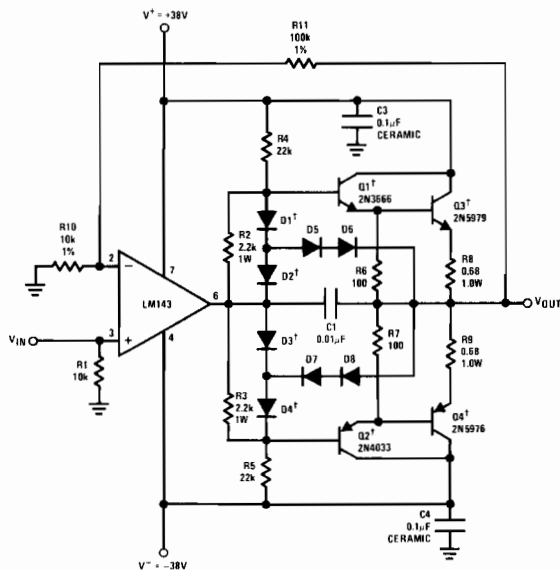 V⁺ = +38V
R11
100k
1%
C3
0.1μF
CERAMIC
R4
22k
Q1†
2N3666
Q3†
2N5979
R10
10k
1%
R2
2.2k
1W
D1†
D5
D6
D2†
R6
100
R8
0.68
1.0W
2
−
7
LM143
6
VIN
3
+
4
C1
0.01μF
VOUT
R1
10k
D3†
R7
100
R9
0.68
1.0W
D7
D8
R3
2.2k
1W
D4†
Q2†
2N4033
Q4†
2N5976
R5
22k
C4
0.1μF
CERAMIC
V⁻ = −38V